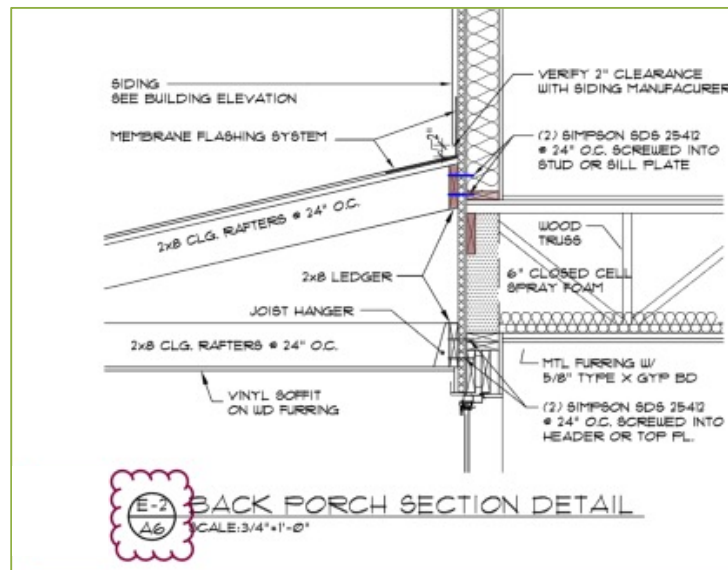 SIDING
SEE BUILDING ELEVATION
MEMBRANE FLASHING SYSTEM
2"
VERIFY 2" CLEARANCE
WITH SIDING MANUFACTURER
(2) SIMPSON SDS 25412
@ 24" O.C. SCREWED INTO
STUD OR SILL PLATE
2x8 CLG. RAFTERS @ 24" O.C.
WOOD
TRUSS
2x8 LEDGER
6" CLOSED CELL
SPRAY FOAM
JOIST HANGER
2x8 CLG. RAFTERS @ 24" O.C.
MTL FURRING W/
5/8" TYPE X GYP BD
VINYL SOFFIT
ON WD FURRING
(2) SIMPSON SDS 25412
@ 24" O.C. SCREWED INTO
HEADER OR TOP PL.
E-2
A6
BACK PORCH SECTION DETAIL
SCALE:3/4"=1'-0"